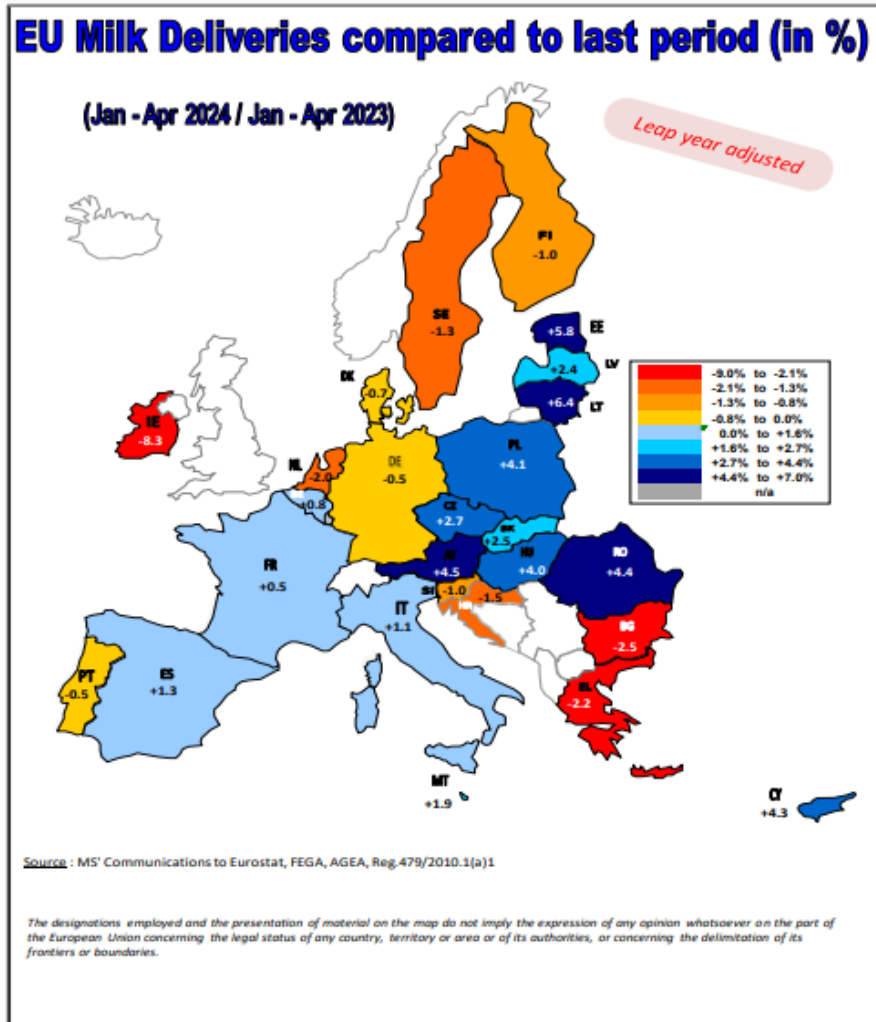 EU Milk Deliveries compared to last period (in %)
(Jan - Apr 2024 / Jan - Apr 2023)
Leap year adjusted
FI
-1.0
SE
-1.3
+5.8
EE
DK
-0.7
LV
+2.4
LT
+6.4
-9.0% to -2.1%
-2.1% to -1.3%
-1.3% to -0.8%
-0.8% to 0.0%
0.0% to +1.6%
+1.6% to +2.7%
+2.7% to +4.4%
+4.4% to +7.0%
n/a
IE
-8.3
NL
-2.0
DE
-0.5
PL
+4.1
+0.8
CZ
+2.7
SK
+2.5
AT
+4.5
HU
+4.0
RO
+4.4
FR
+0.5
SI
-1.0
-1.5
HR
IT
+1.1
BG
-2.5
PT
-0.5
ES
+1.3
EL
-2.2
MT
+1.9
CY
+4.3
Source : MS' Communications to Eurostat, FEGA, AGEA, Reg.479/2010.1(a)1
The designations employed and the presentation of material on the map do not imply the expression of any opinion whatsoever on the part of
the European Union concerning the legal status of any country, territory or area or of its authorities, or concerning the delimitation of its
frontiers or boundaries.